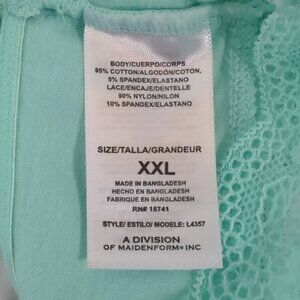 BODY/CUERPO/CORPS
95% COTTON/ALGODÓN/COTON,
5% SPANDEX/ELASTANO
LACE/ENCAJE/DENTELLE
90% NYLON/NILON
10% SPANDEX/ELASTANO
SIZE/TALLA/GRANDEUR
XXL
MADE IN BANGLADESH
HECHO EN BANGLADESH
FABRIQUE EN BANGLADESH
RN# 15741
STYLE/ ESTILO/ MODELE: L4357
A DIVISION
OF MAIDENFORM® INC